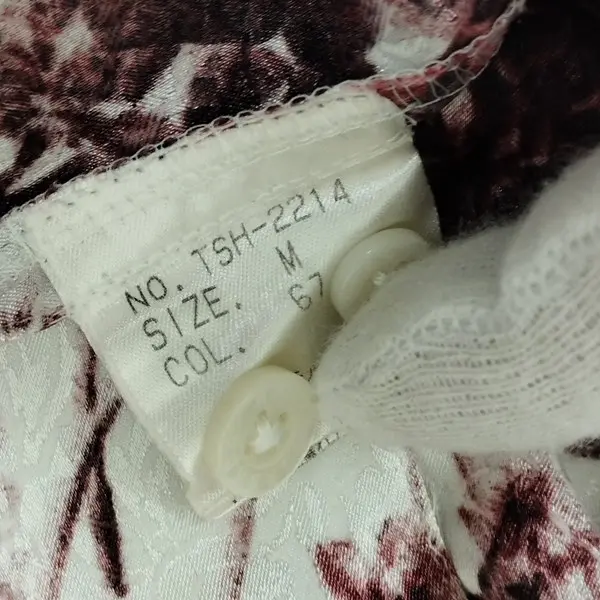 NO. TSH-221A
SIZE. M
COL. 67